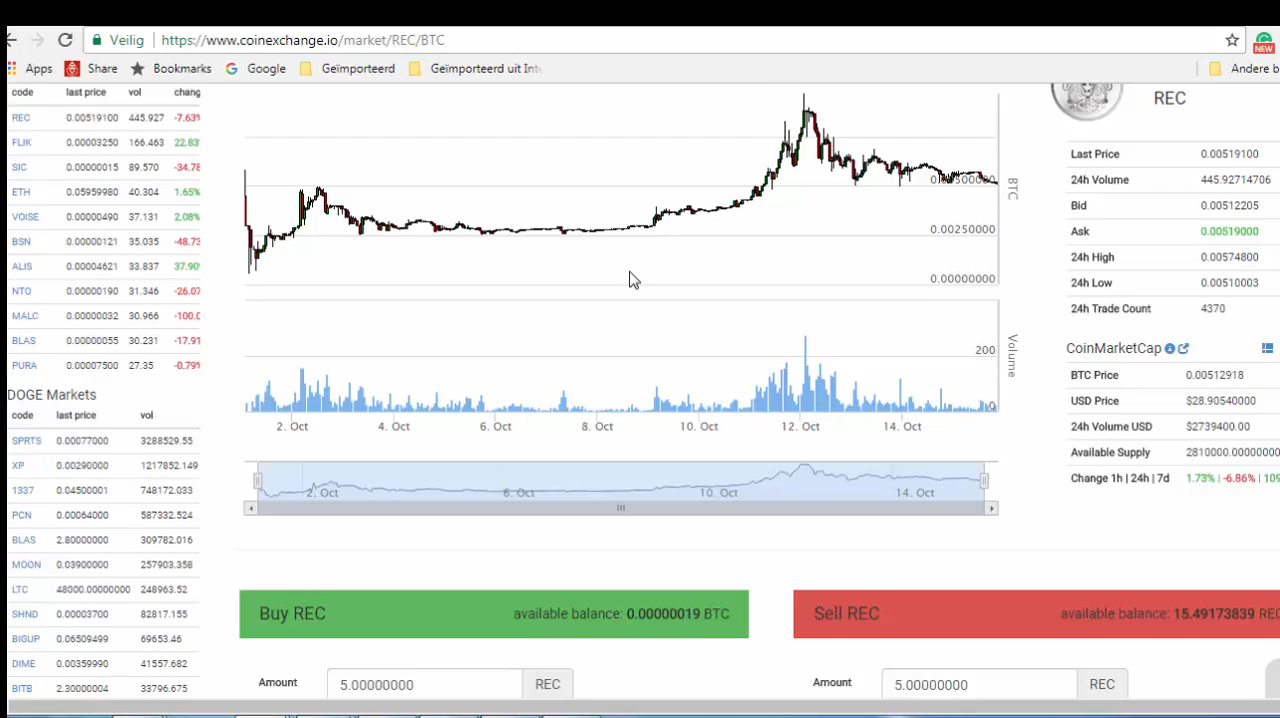 Veilig https://www.coinexchange.io/market/REC/BTC
NEW
Apps Share Bookmarks Google Geïmporteerd Geïmporteerd uit Inte Andere b
code last price vol chang
REC 0.00519100 445.927 -7.63%
FLIK 0.00003250 166.463 22.83%
SIC 0.00000015 89.570 -34.78
ETH 0.05959980 40.304 1.65%
VOISE 0.00000490 37.131 2.08%
BSN 0.00000121 35.035 -48.73
ALIS 0.00004621 33.837 37.90
NTO 0.00000190 31.346 -26.07
MALC 0.00000032 30.966 -100.0
BLAS 0.00000055 30.231 -17.91
PURA 0.00007500 27.35 -0.79%
DOGE Markets
code last price vol
SPRTS 0.00077000 3288529.55
XP 0.00290000 1217852.149
1337 0.04500001 748172.033
PCN 0.00064000 587332.524
BLAS 2.80000000 309782.016
MOON 0.03900000 257903.358
LTC 48000.00000000 248963.52
SHND 0.00003700 82817.155
BIGUP 0.06509499 69653.46
DIME 0.00359990 41557.682
BITB 2.30000004 33796.675
0.00500000
0.00250000
0.00000000
BTC
200
0
Volume
2. Oct 4. Oct 6. Oct 8. Oct 10. Oct 12. Oct 14. Oct
2. Oct 6. Oct 10. Oct 14. Oct
REC
Last Price 0.00519100
24h Volume 445.92714706
Bid 0.00512205
Ask 0.00519000
24h High 0.00574800
24h Low 0.00510003
24h Trade Count 4370
CoinMarketCap
BTC Price 0.00512918
USD Price $28.90540000
24h Volume USD $2739400.00
Available Supply 2810000.0000000
Change 1h | 24h | 7d 1.73% | -6.86% | 109
Buy REC available balance: 0.00000019 BTC
Amount 5.00000000 REC
Sell REC available balance: 15.49173839 REC
Amount 5.00000000 REC